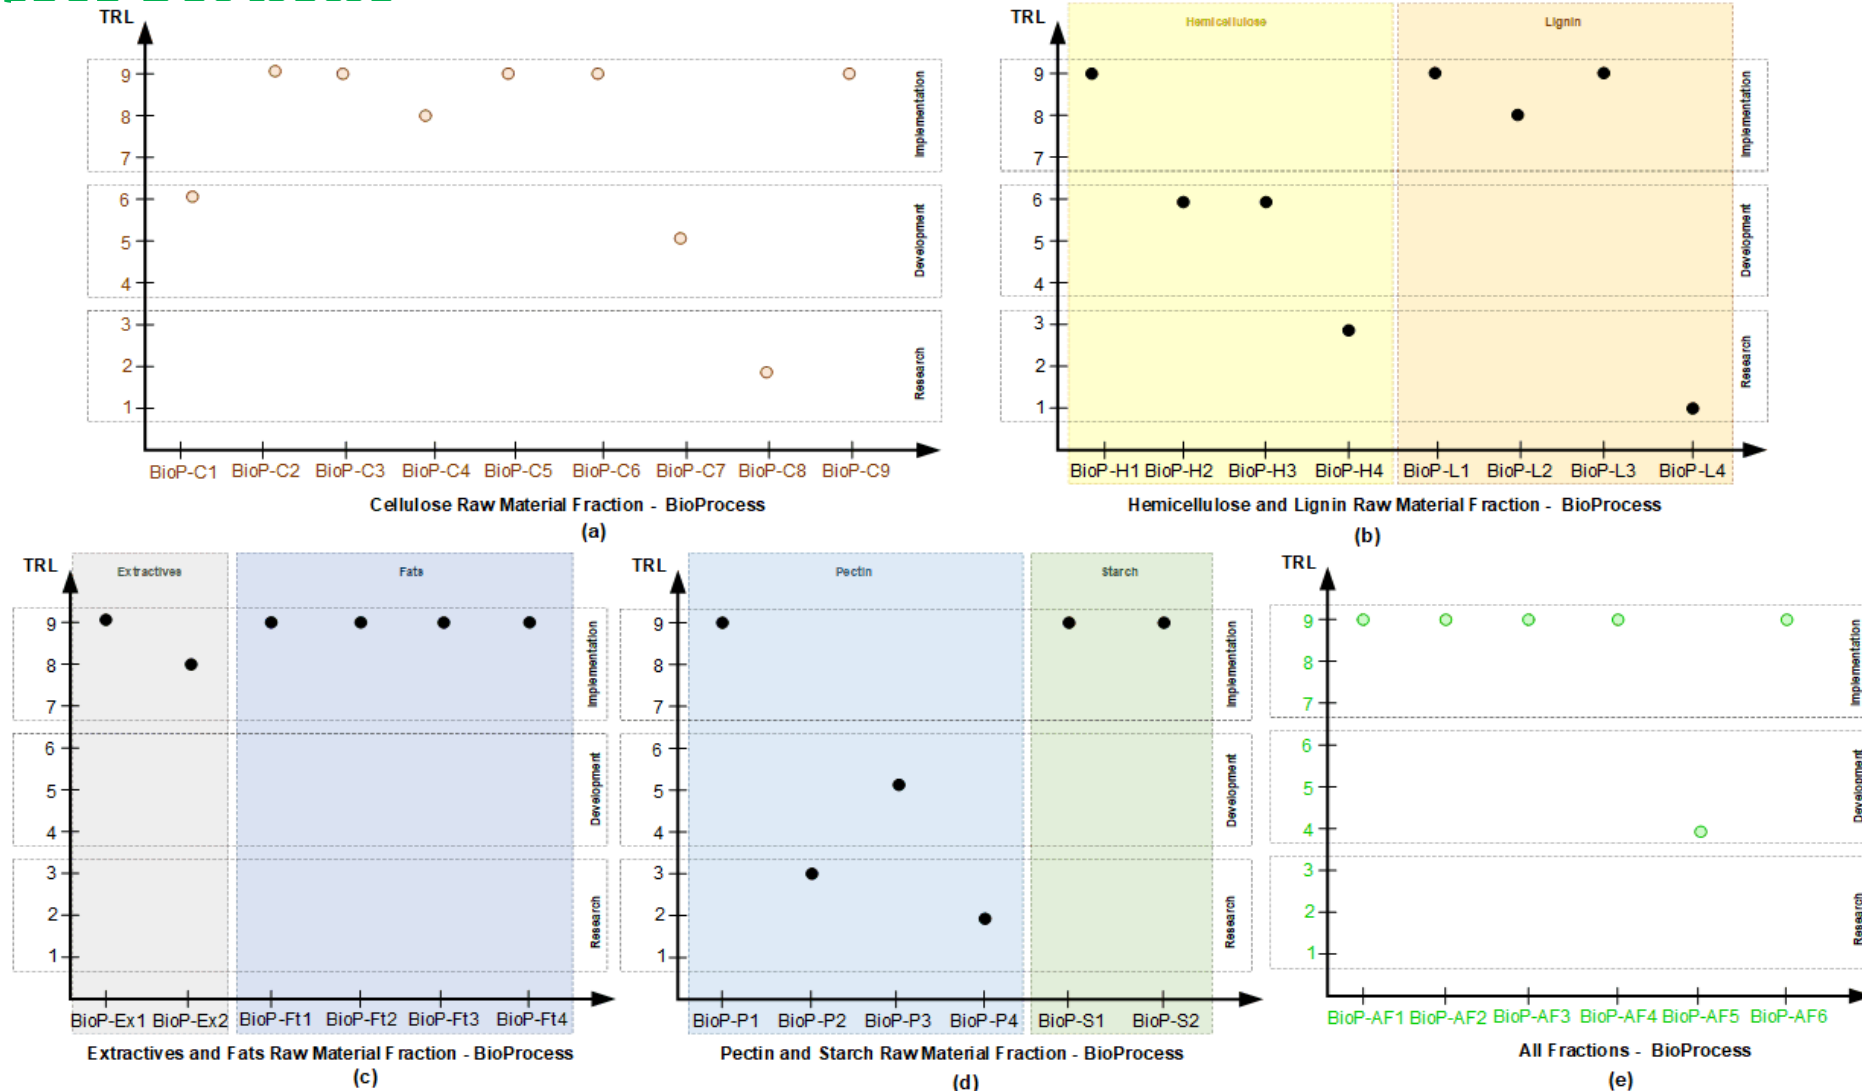 TRL
9
8
7
6
5
4
3
2
1
Implementation
Development
Research
BioP-C1 BioP-C2 BioP-C3 BioP-C4 BioP-C5 BioP-C6 BioP-C7 BioP-C8 BioP-C9
Cellulose Raw Material Fraction - BioProcess
(a)
TRL
Hemicellulose
Lignin
9
8
7
6
5
4
3
2
1
Implementation
Development
Research
BioP-H1 BioP-H2 BioP-H3 BioP-H4 BioP-L1 BioP-L2 BioP-L3 BioP-L4
Hemicellulose and Lignin Raw Material Fraction - BioProcess
(b)
TRL
Extractives
Fats
9
8
7
6
5
4
3
2
1
Implementation
Development
Research
BioP-Ex1 BioP-Ex2 BioP-Ft1 BioP-Ft2 BioP-Ft3 BioP-Ft4
Extractives and Fats Raw Material Fraction - BioProcess
(c)
TRL
Pectin
Starch
9
8
7
6
5
4
3
2
1
Implementation
Development
Research
BioP-P1 BioP-P2 BioP-P3 BioP-P4 BioP-S1 BioP-S2
Pectin and Starch Raw Material Fraction - BioProcess
(d)
TRL
9
8
7
6
5
4
3
2
1
Implementation
Development
Research
BioP-AF1 BioP-AF2 BioP-AF3 BioP-AF4 BioP-AF5 BioP-AF6
All Fractions - BioProcess
(e)